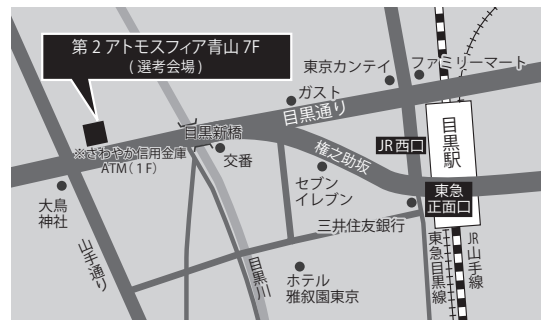 第2アトモスフィア青山7F
(選考会場)
東京カンテイ
ファミリーマート
ガスト
目黒通り
目黒新橋
※さわやか信用金庫
ATM(1F)
交番
権之助坂
JR西口
目黒駅
セブン
イレブン
東急
正面口
大鳥
神社
三井住友銀行
山手通り
目黒川
ホテル
雅叙園東京
東急目黒線
JR山手線